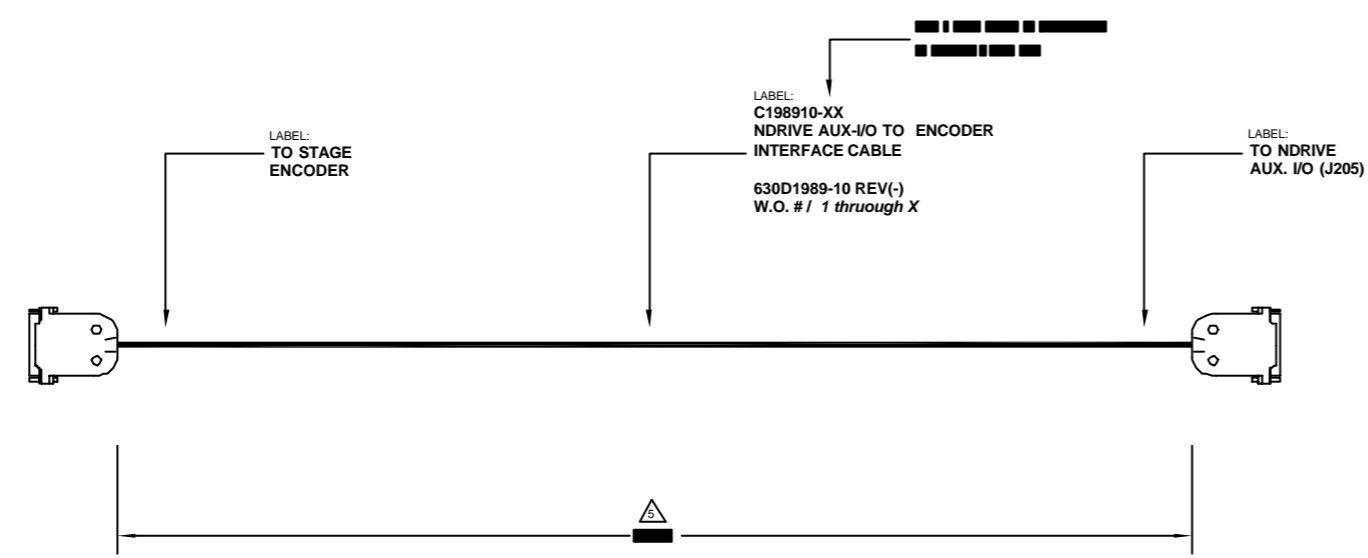 LABEL:
TO STAGE
ENCODER
LABEL:
C198910-XX
NDRIVE AUX-I/O TO ENCODER
INTERFACE CABLE
630D1989-10 REV(-)
W.O. # / 1 thruough X
LABEL:
TO NDRIVE
AUX. I/O (J205)
5